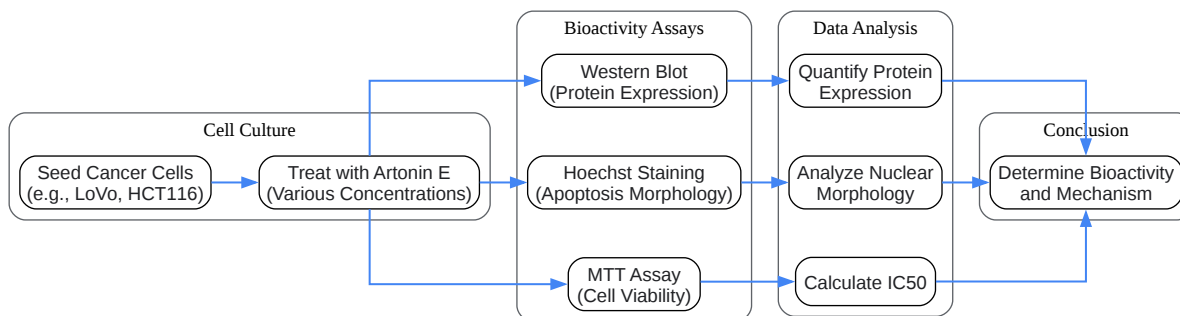 Cell Culture
Seed Cancer Cells
(e.g., LoVo, HCT116)
Treat with Artonin E
(Various Concentrations)
Bioactivity Assays
Western Blot
(Protein Expression)
Hoechst Staining
(Apoptosis Morphology)
MTT Assay
(Cell Viability)
Data Analysis
Quantify Protein
Expression
Analyze Nuclear
Morphology
Calculate IC50
Conclusion
Determine Bioactivity
and Mechanism